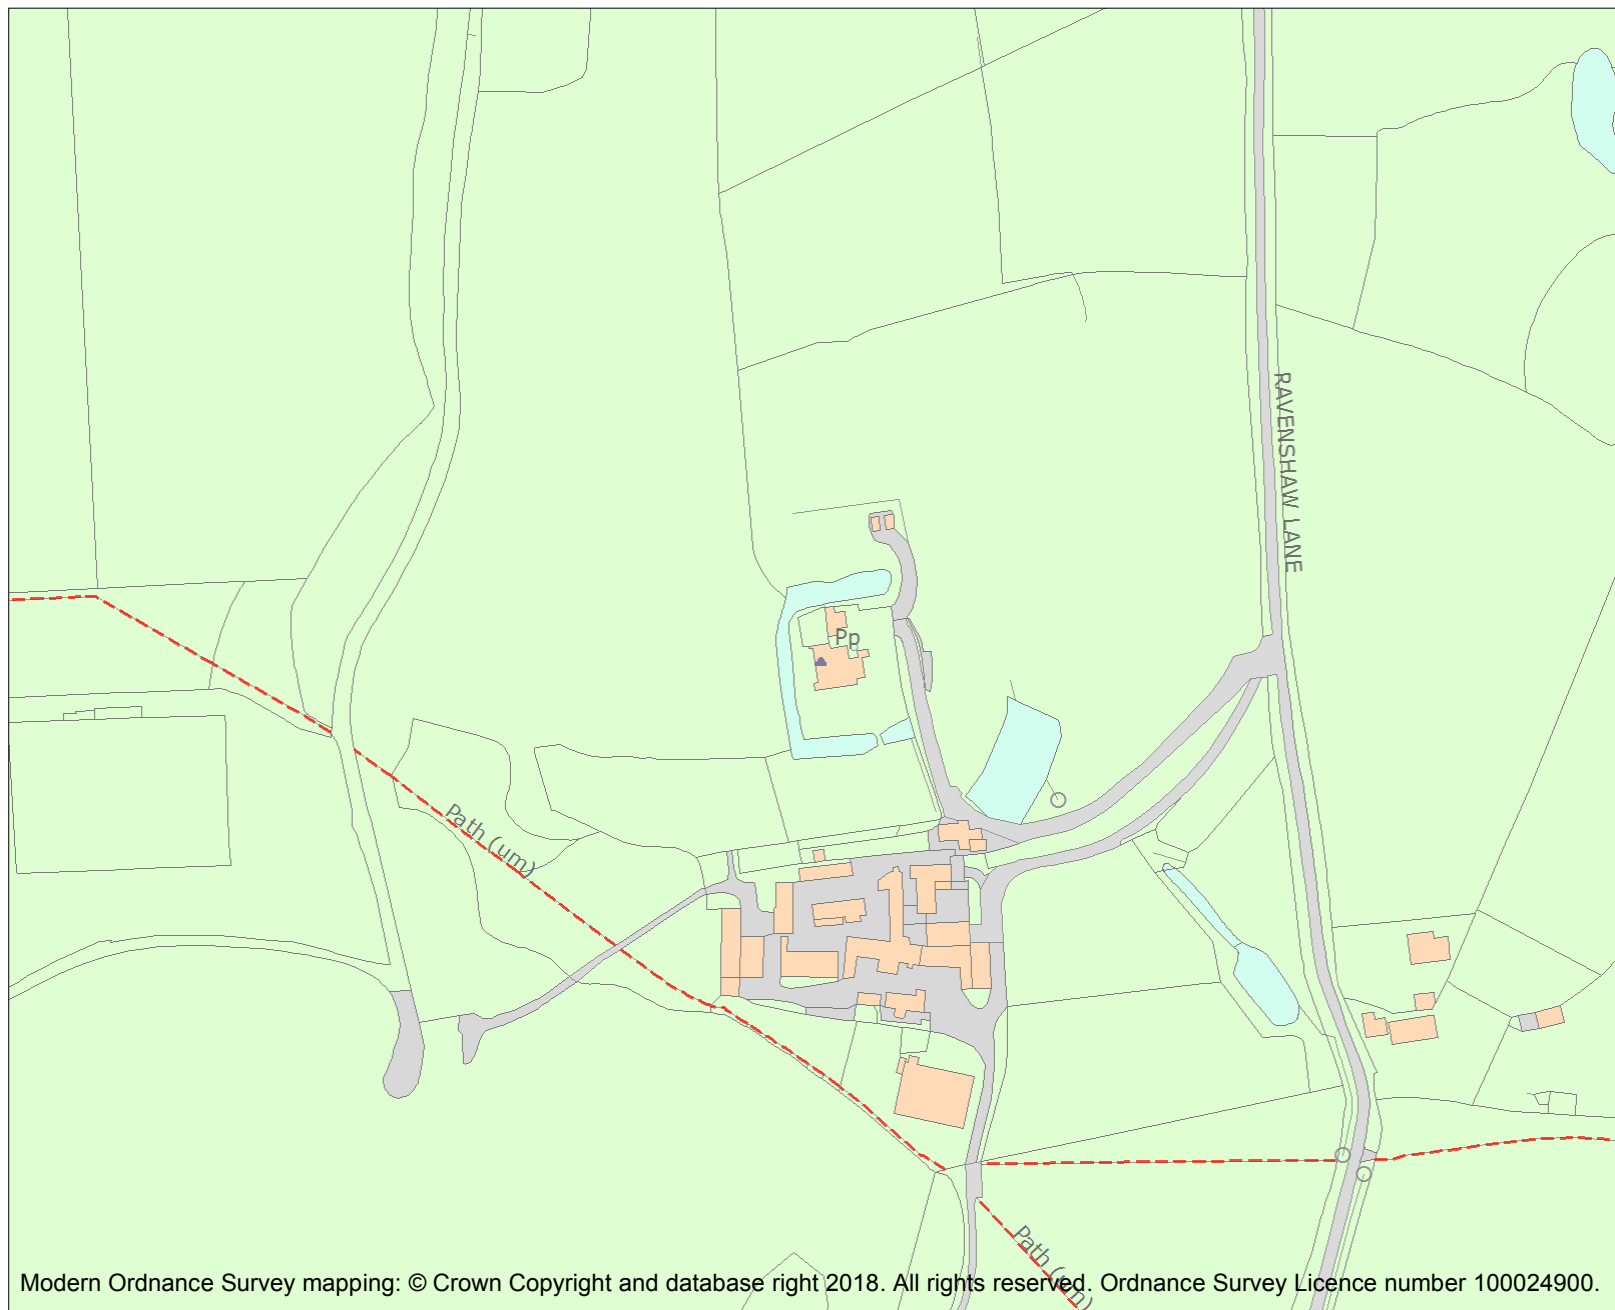 RAVENSHAW LANE
Pp
Path (um)
Path (um)
Modern Ordnance Survey mapping: © Crown Copyright and database right 2018. All rights reserved. Ordnance Survey Licence number 100024900.